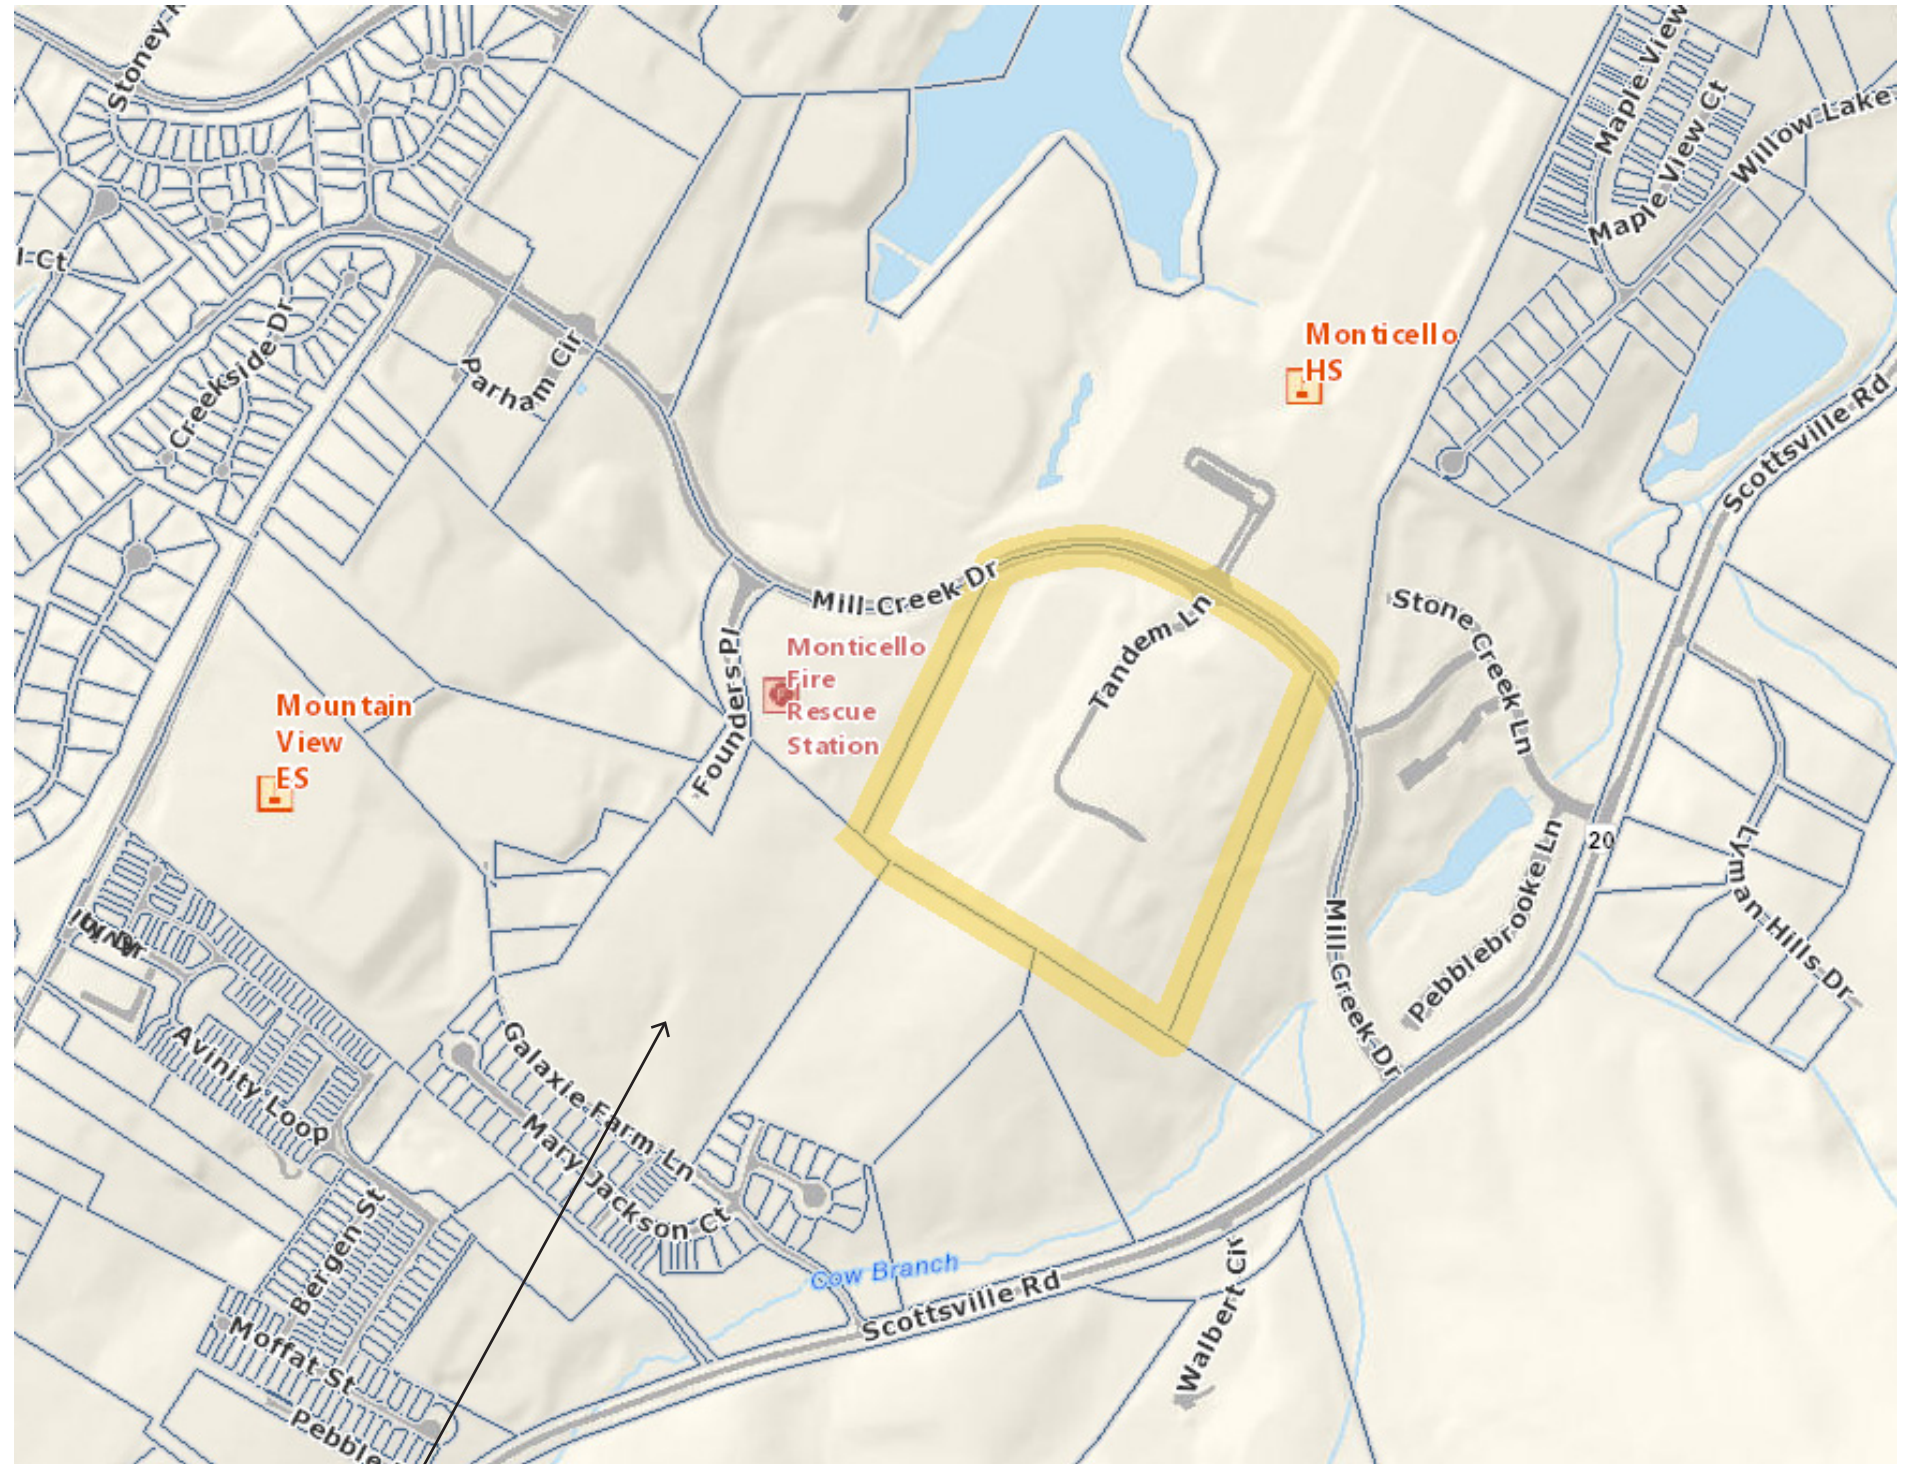 Stoney-R
Maple View
Maple View Ct
Willow Lake
l-Ct
Creekside-Dr
Parham Cir
Monticello
HS
Scottsville Rd
Mill-Creek-Dr
Stone Creek Ln
Tandem Ln
Founders Pl
Monticello
Fire
Rescue
Station
Mountain
View
ES
20
Lyman-Hills-Dr
Pebblebrooke Ln
Mill-Creek-Dr
Avinity Loop
Galaxie Farm Ln
Mary-Jackson Ct
Bergen St
Cow Branch
Scottsville Rd
Walbert Cir
Moffat St
Pebble